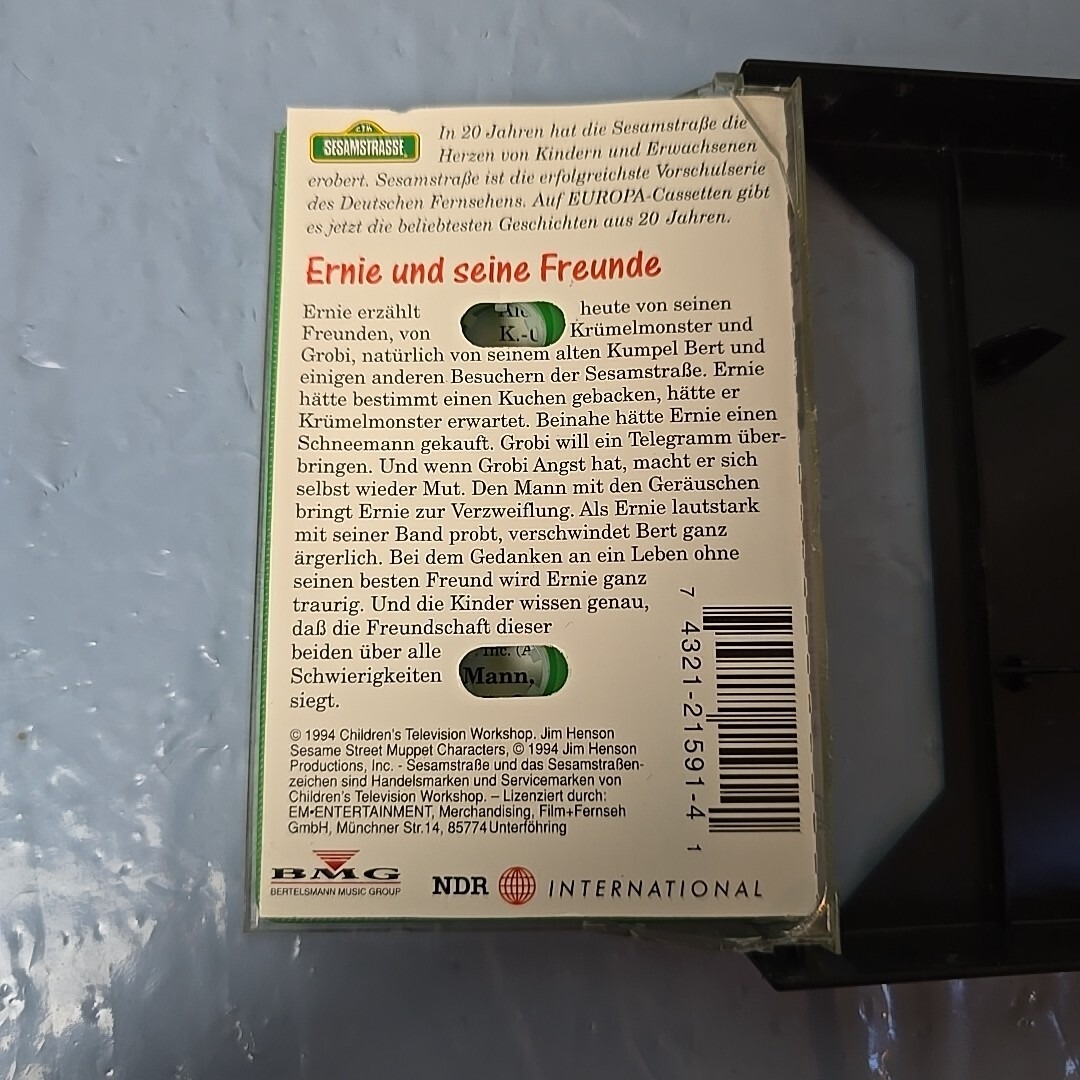 SESAMSTRASSE
In 20 Jahren hat die Sesamstraße die
Herzen von Kindern und Erwachsenen
erobert. Sesamstraße ist die erfolgreichste Vorschulserie
des Deutschen Fernsehens. Auf EUROPA-Cassetten gibt
es jetzt die beliebtesten Geschichten aus 20 Jahren.
Ernie und seine Freunde
Ernie erzählt heute von seinen
Freunden, von K.- Krümelmonster und
Grobi, natürlich von seinem alten Kumpel Bert und
einigen anderen Besuchern der Sesamstraße. Ernie
hätte bestimmt einen Kuchen gebacken, hätte er
Krümelmonster erwartet. Beinahe hätte Ernie einen
Schneemann gekauft. Grobi will ein Telegramm über-
bringen. Und wenn Grobi Angst hat, macht er sich
selbst wieder Mut. Den Mann mit den Geräuschen
bringt Ernie zur Verzweiflung. Als Ernie lautstark
mit seiner Band probt, verschwindet Bert ganz
ärgerlich. Bei dem Gedanken an ein Leben ohne
seinen besten Freund wird Ernie ganz
traurig. Und die Kinder wissen genau,
daß die Freundschaft dieser
beiden über alle
Schwierigkeiten Mann,
siegt.
7 4321-21591-4 1
© 1994 Children's Television Workshop. Jim Henson
Sesame Street Muppet Characters, © 1994 Jim Henson
Productions, Inc. - Sesamstraße und das Sesamstraßen-
zeichen sind Handelsmarken und Servicemarken von
Children's Television Workshop. – Lizenziert durch:
EM•ENTERTAINMENT, Merchandising, Film+Fernseh
GmbH, Münchner Str.14, 85774 Unterföhring
BMG
BERTELSMANN MUSIC GROUP
NDR INTERNATIONAL